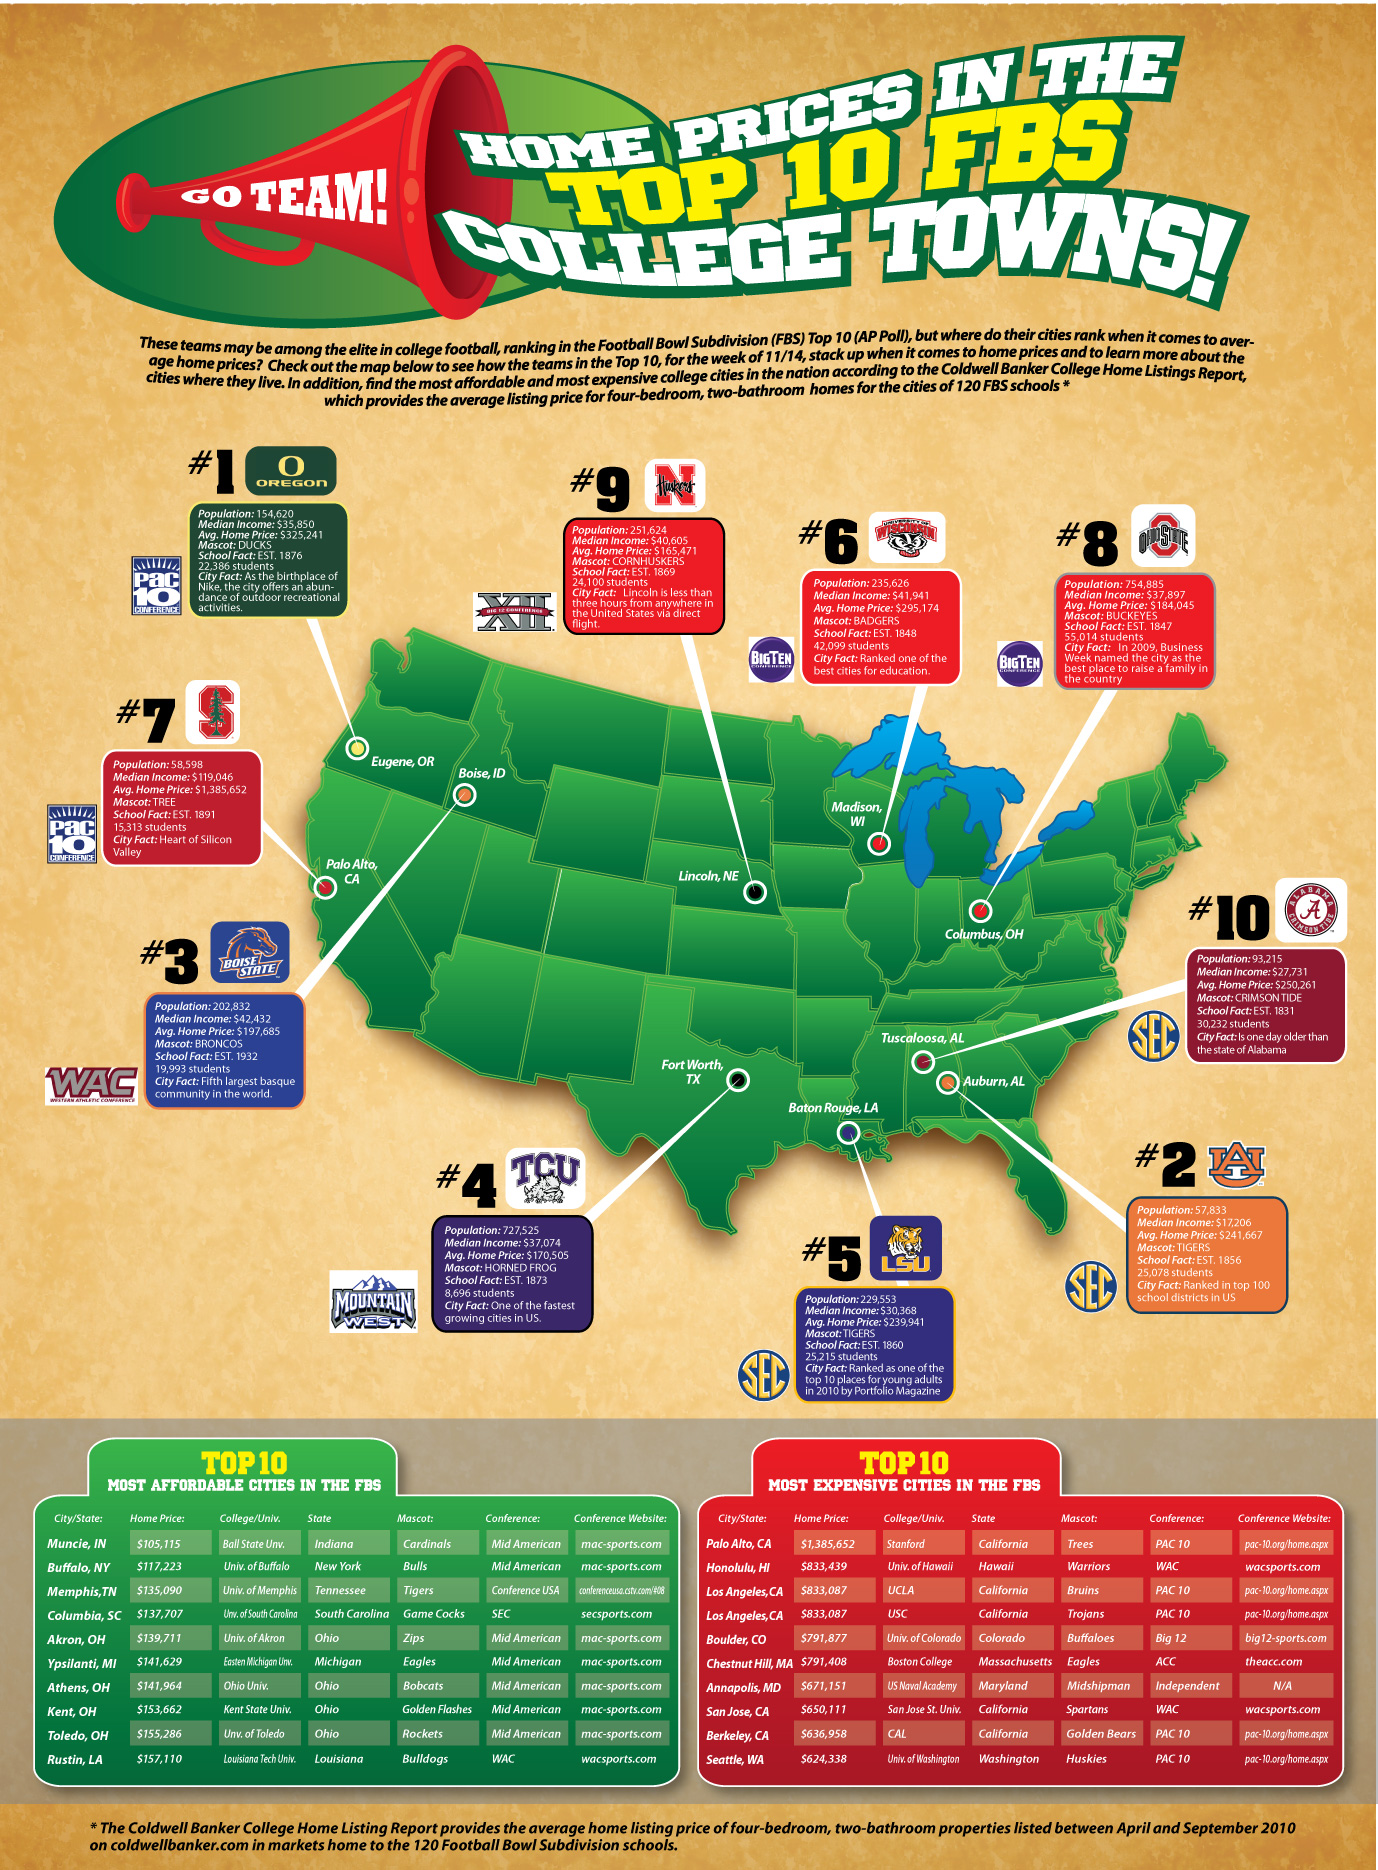 GO TEAM!
HOME PRICES IN THE
TOP 10 FBS
COLLEGE TOWNS!
These teams may be among the elite in college football, ranking in the Football Bowl Subdivision (FBS) Top 10 (AP Poll), but where do their cities rank when it comes to aver-
age home prices? Check out the map below to see how the teams in the Top 10, for the week of 11/14, stack up when it comes to home prices and to learn more about the
cities where they live. In addition, find the most affordable and most expensive college cities in the nation according to the Coldwell Banker College Home Listings Report,
which provides the average listing price for four-bedroom, two-bathroom homes for the cities of 120 FBS schools *
#1
O
OREGON
Population: 154,620
Median Income: $35,850
Avg. Home Price: $325,241
Mascot: DUCKS
School Fact: EST. 1876
22,386 students
City Fact: As the birthplace of
Nike, the city offers an abun-
dance of outdoor recreational
activities.
PAC
10
CONFERENCE
#9
N
Huskers
Population: 251,624
Median Income: $40,605
Avg. Home Price: $165,471
Mascot: CORNHUSKERS
School Fact: EST. 1869
24,100 students
City Fact: Lincoln is less than
three hours from anywhere in
the United States via direct
flight.
XII
BIG 12 CONFERENCE
#6
UNIVERSITY OF
WISCONSIN
Population: 235,626
Median Income: $41,941
Avg. Home Price: $295,174
Mascot: BADGERS
School Fact: EST. 1848
42,099 students
City Fact: Ranked one of the
best cities for education.
BIG TEN
CONFERENCE
#8
OHIO STATE
Population: 754,885
Median Income: $37,897
Avg. Home Price: $184,045
Mascot: BUCKEYES
School Fact: EST. 1847
55,014 students
City Fact: In 2009, Business
Week named the city as the
best place to raise a family in
the country
BIG TEN
CONFERENCE
#7
S
Population: 58,598
Median Income: $119,046
Avg. Home Price: $1,385,652
Mascot: TREE
School Fact: EST. 1891
15,313 students
City Fact: Heart of Silicon
Valley
PAC
10
CONFERENCE
Eugene, OR
Boise, ID
Palo Alto,
CA
Lincoln, NE
Madison,
WI
Columbus, OH
Tuscaloosa, AL
Auburn, AL
Fort Worth,
TX
Baton Rouge, LA
#3
BOISE
STATE
Population: 202,832
Median Income: $42,432
Avg. Home Price: $197,685
Mascot: BRONCOS
School Fact: EST. 1932
19,993 students
City Fact: Fifth largest basque
community in the world.
WAC
WESTERN ATHLETIC CONFERENCE
#10
ALABAMA
A
CRIMSON TIDE
Population: 93,215
Median Income: $27,731
Avg. Home Price: $250,261
Mascot: CRIMSON TIDE
School Fact: EST. 1831
30,232 students
City Fact: Is one day older than
the state of Alabama
SEC
#4
TCU
Population: 727,525
Median Income: $37,074
Avg. Home Price: $170,505
Mascot: HORNED FROG
School Fact: EST. 1873
8,696 students
City Fact: One of the fastest
growing cities in US.
MOUNTAIN
WEST
#5
LSU
Population: 229,553
Median Income: $30,368
Avg. Home Price: $239,941
Mascot: TIGERS
School Fact: EST. 1860
25,215 students
City Fact: Ranked as one of the
top 10 places for young adults
in 2010 by Portfolio Magazine
SEC
#2
AU
Population: 57,833
Median Income: $17,206
Avg. Home Price: $241,667
Mascot: TIGERS
School Fact: EST. 1856
25,078 students
City Fact: Ranked in top 100
school districts in US
SEC
TOP 10
MOST AFFORDABLE CITIES IN THE FBS
City/State: Home Price: College/Univ. State Mascot: Conference: Conference Website:
Muncie, IN $105,115 Ball State Unv. Indiana Cardinals Mid American mac-sports.com
Buffalo, NY $117,223 Univ. of Buffalo New York Bulls Mid American mac-sports.com
Memphis,TN $135,090 Univ. of Memphis Tennessee Tigers Conference USA conferenceusa.cstv.com/#08
Columbia, SC $137,707 Unv. of South Carolina South Carolina Game Cocks SEC secsports.com
Akron, OH $139,711 Univ. of Akron Ohio Zips Mid American mac-sports.com
Ypsilanti, MI $141,629 Easten Michigan Unv. Michigan Eagles Mid American mac-sports.com
Athens, OH $141,964 Ohio Univ. Ohio Bobcats Mid American mac-sports.com
Kent, OH $153,662 Kent State Univ. Ohio Golden Flashes Mid American mac-sports.com
Toledo, OH $155,286 Unv. of Toledo Ohio Rockets Mid American mac-sports.com
Rustin, LA $157,110 Louisiana Tech Univ. Louisiana Bulldogs WAC wacsports.com
TOP 10
MOST EXPENSIVE CITIES IN THE FBS
City/State: Home Price: College/Univ. State Mascot: Conference: Conference Website:
Palo Alto, CA $1,385,652 Stanford California Trees PAC 10 pac-10.org/home.aspx
Honolulu, HI $833,439 Univ. of Hawaii Hawaii Warriors WAC wacsports.com
Los Angeles,CA $833,087 UCLA California Bruins PAC 10 pac-10.org/home.aspx
Los Angeles,CA $833,087 USC California Trojans PAC 10 pac-10.org/home.aspx
Boulder, CO $791,877 Univ. of Colorado Colorado Buffaloes Big 12 big12-sports.com
Chestnut Hill, MA $791,408 Boston College Massachusetts Eagles ACC theacc.com
Annapolis, MD $671,151 US Naval Academy Maryland Midshipman Independent N/A
San Jose, CA $650,111 San Jose St. Univ. California Spartans WAC wacsports.com
Berkeley, CA $636,958 CAL California Golden Bears PAC 10 pac-10.org/home.aspx
Seattle, WA $624,338 Univ. of Washington Washington Huskies PAC 10 pac-10.org/home.aspx
* The Coldwell Banker College Home Listing Report provides the average home listing price of four-bedroom, two-bathroom properties listed between April and September 2010
on coldwellbanker.com in markets home to the 120 Football Bowl Subdivision schools.